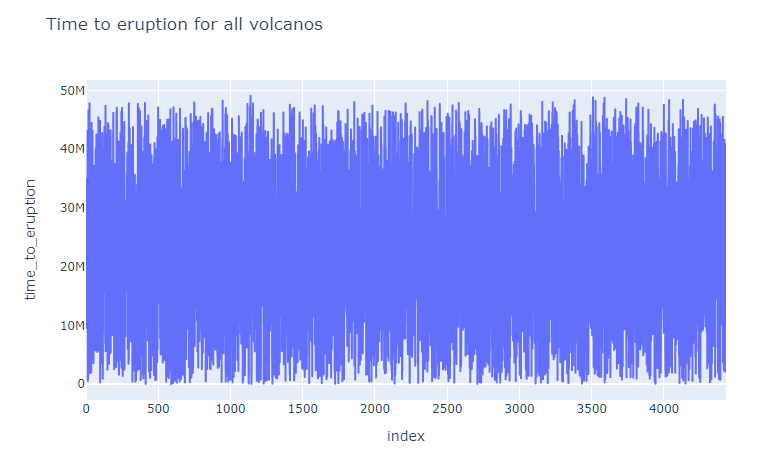 Time to eruption for all volcanos
50M
40M
30M
20M
10M
0
time_to_eruption
0 500 1000 1500 2000 2500 3000 3500 4000
index